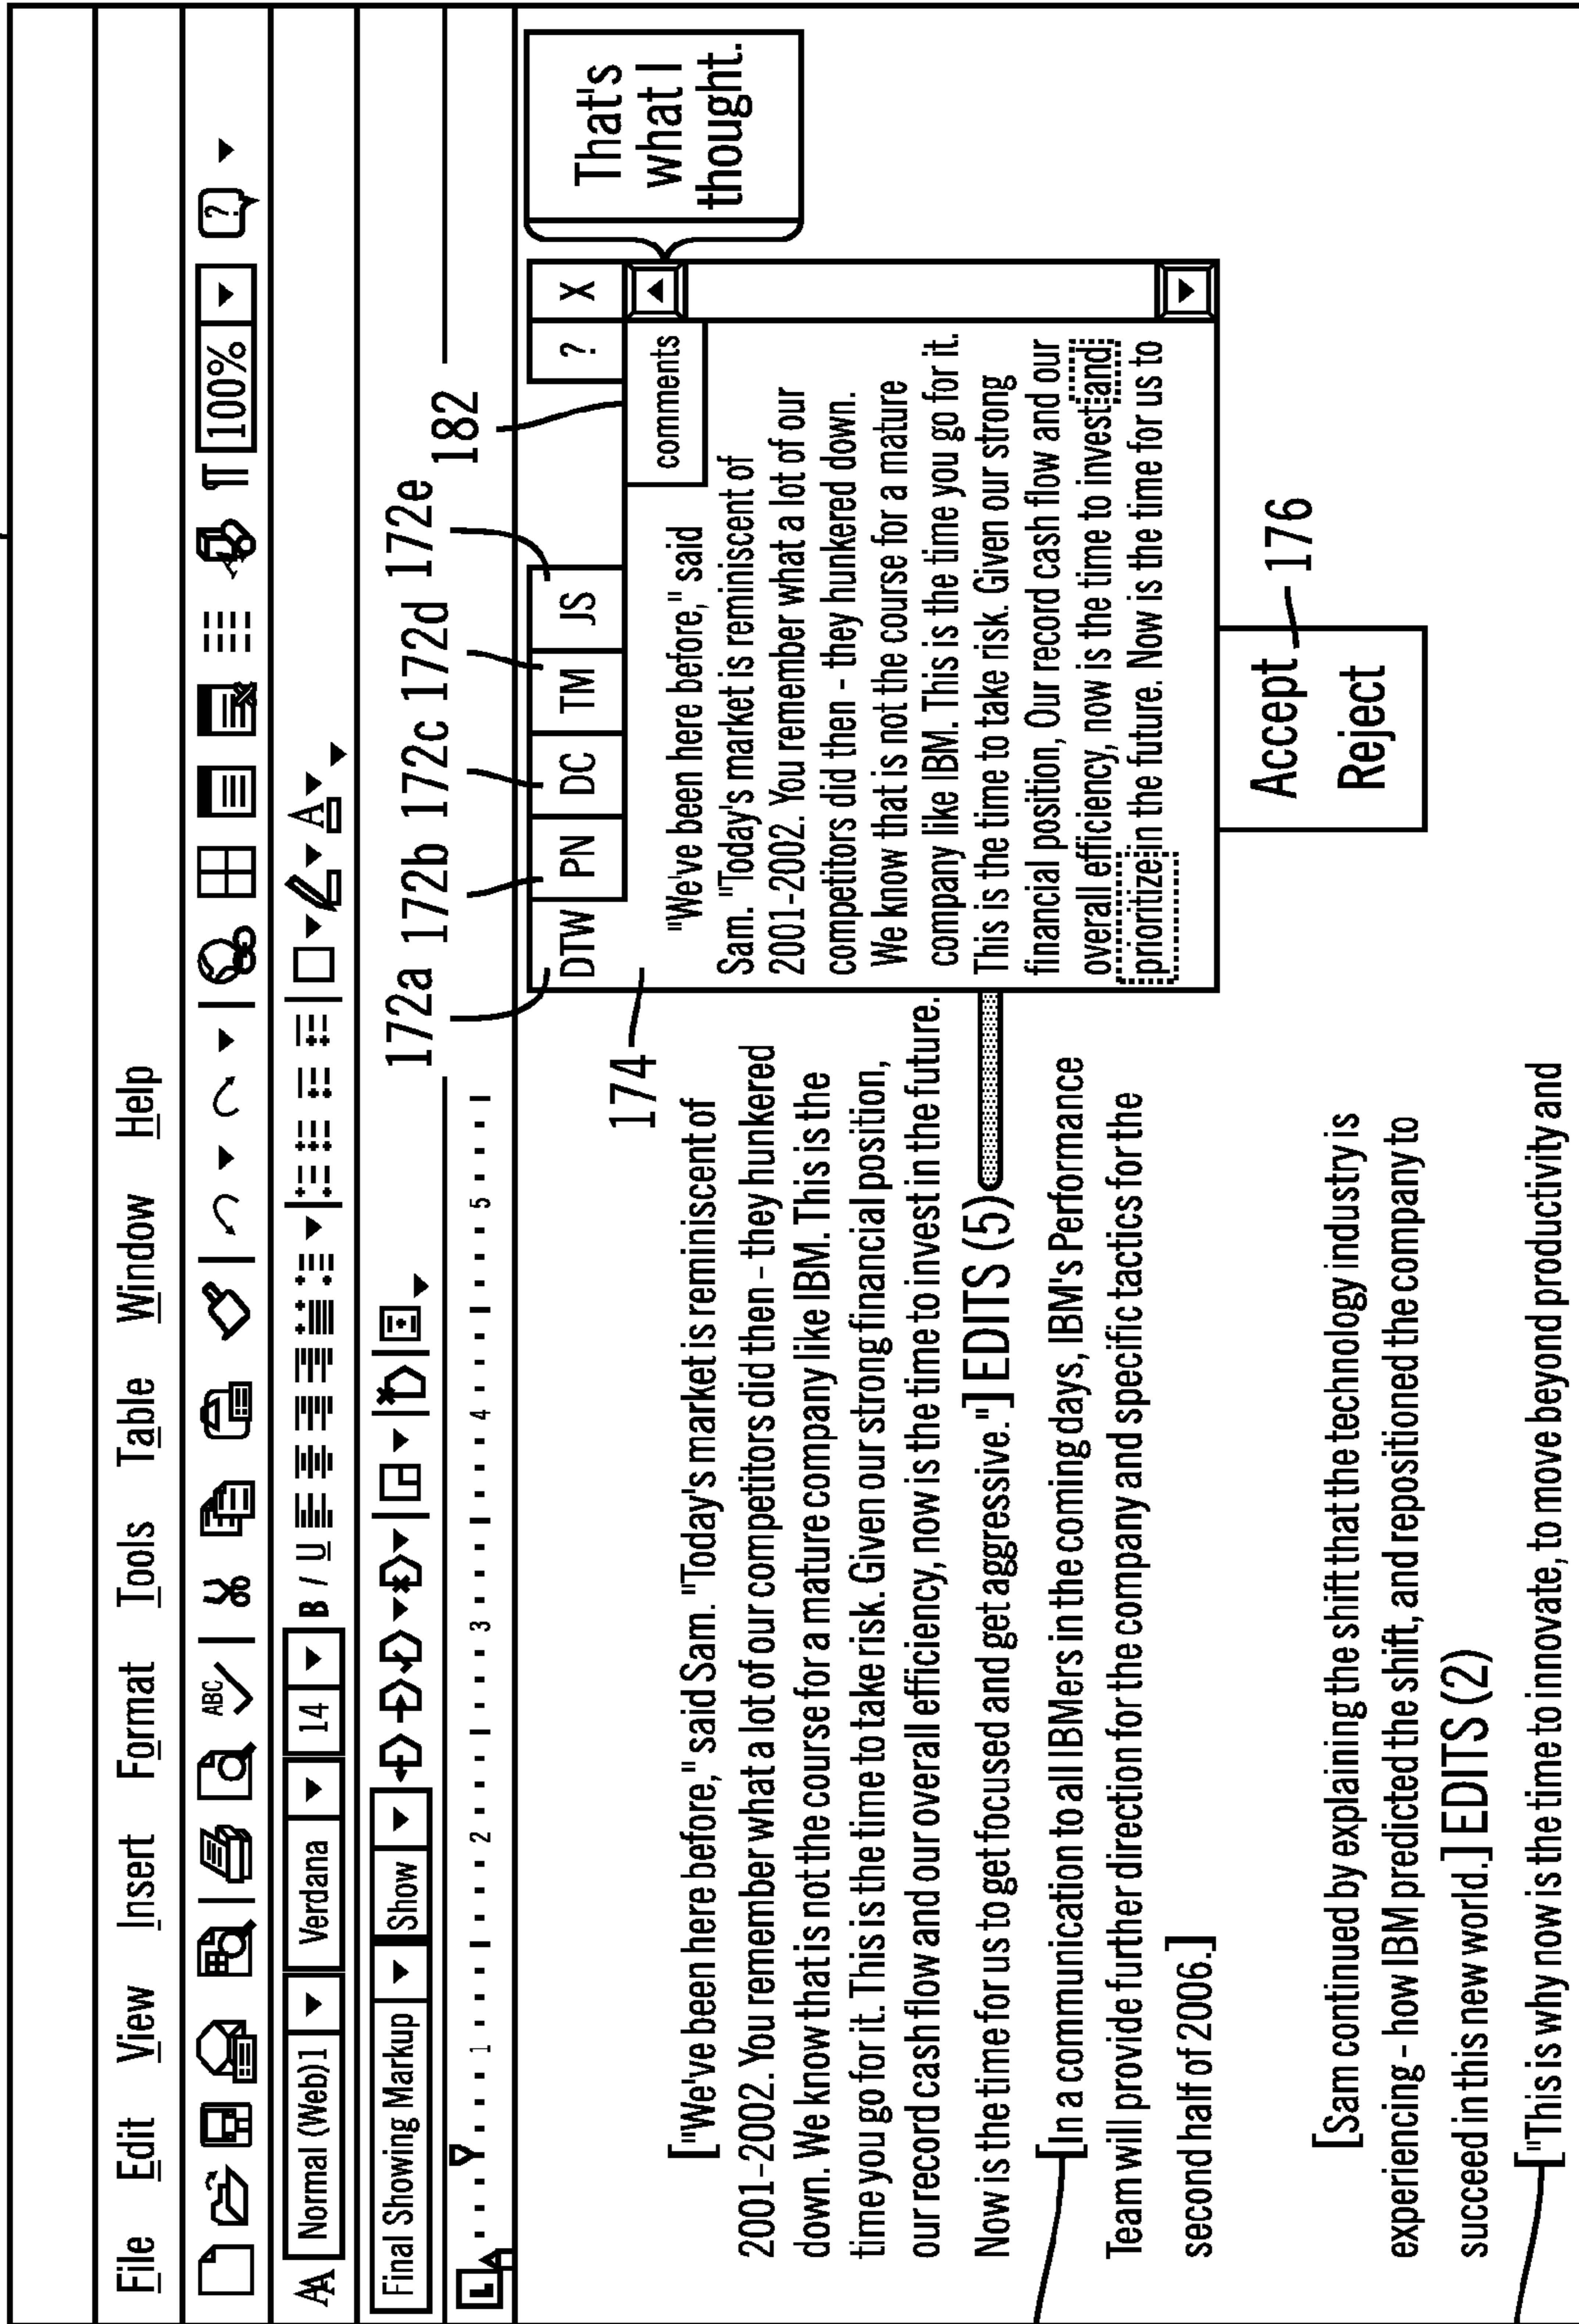 File Edit View Insert Format Tools Table Window Help
ABC 100% ?
AA Normal (Web)1 Verdana 14 B / U A
Final Showing Markup Show
L 1 2 3 4 5
172a 172b 172c 172d 172e
182
DTW PN DC TM JS ? X
174
comments
"We've been here before," said
Sam. "Today's market is reminiscent of
2001-2002. You remember what a lot of our
competitors did then - they hunkered down.
We know that is not the course for a mature
company like IBM. This is the time you go for it.
This is the time to take risk. Given our strong
financial position, Our record cash flow and our
overall efficiency, now is the time to invest and
prioritize in the future. Now is the time for us to
That's
what I
thought.
Accept 176
Reject
["We've been here before," said Sam. "Today's market is reminiscent of
2001-2002. You remember what a lot of our competitors did then - they hunkered
down. We know that is not the course for a mature company like IBM. This is the
time you go for it. This is the time to take risk. Given our strong financial position,
our record cash flow and our overall efficiency, now is the time to invest in the future.
Now is the time for us to get focused and get aggressive."] EDITS (5)
[In a communication to all IBMers in the coming days, IBM's Performance
Team will provide further direction for the company and specific tactics for the
second half of 2006.]
[Sam continued by explaining the shift that the technology industry is
experiencing - how IBM predicted the shift, and repositioned the company to
succeed in this new world.] EDITS (2)
["This is why now is the time to innovate, to move beyond productivity and